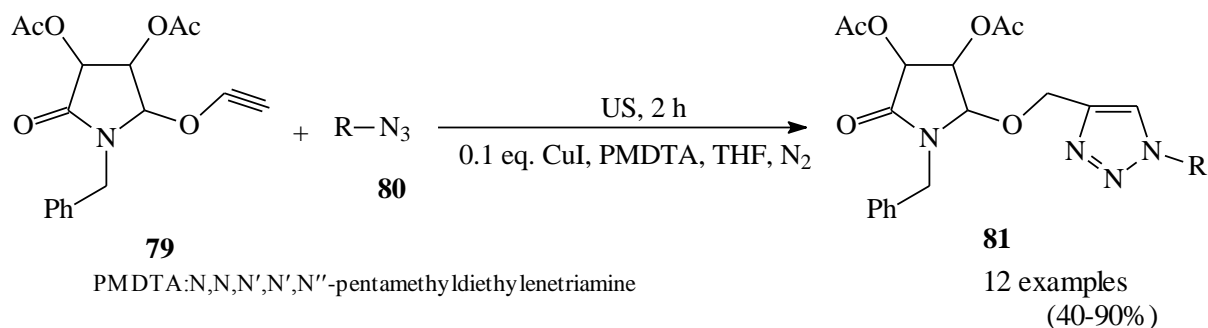 AcO OAc
O N O
Ph
79
+
R–N3
80
US, 2 h
0.1 eq. CuI, PMDTA, THF, N2
AcO OAc
O N O
N N N R
Ph
81
PMDTA:N,N,N′,N′,N′′-pentamethyldiethylenetriamine
12 examples
(40-90%)